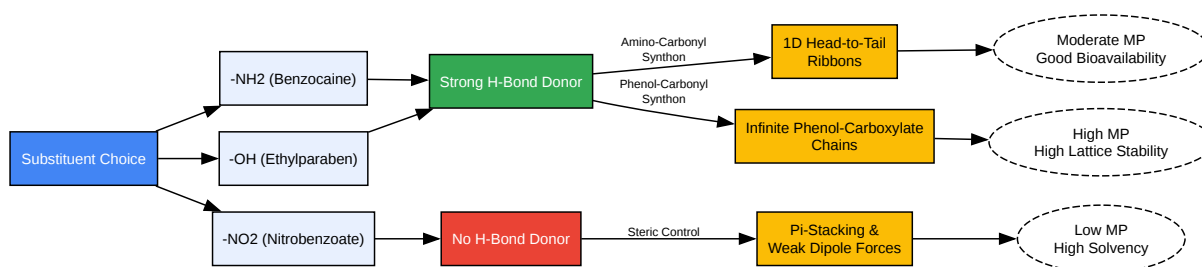 Substituent Choice
-NH2 (Benzocaine)
-OH (Ethylparaben)
-NO2 (Nitrobenzoate)
Strong H-Bond Donor
No H-Bond Donor
Amino-Carbonyl
Synthon
Phenol-Carbonyl
Synthon
Steric Control
1D Head-to-Tail
Ribbons
Infinite Phenol-Carboxylate
Chains
Pi-Stacking &
Weak Dipole Forces
Moderate MP
Good Bioavailability
High MP
High Lattice Stability
Low MP
High Solvency